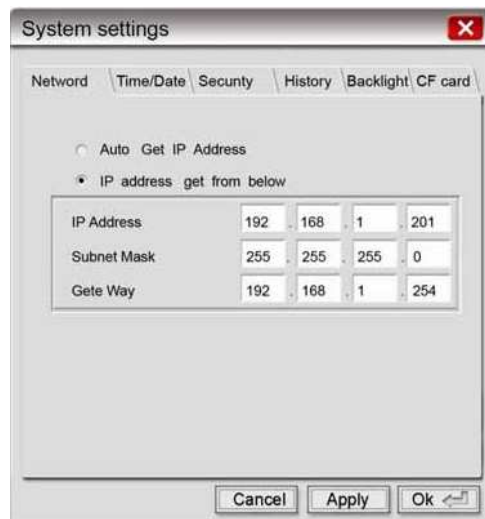 System settings
Netword Time/Date Securty History Backlight CF card
Auto Get IP Address
IP address get from below
IP Address 192 . 168 . 1 . 201
Subnet Mask 255 . 255 . 255 . 0
Gete Way 192 . 168 . 1 . 254
Cancel Apply Ok